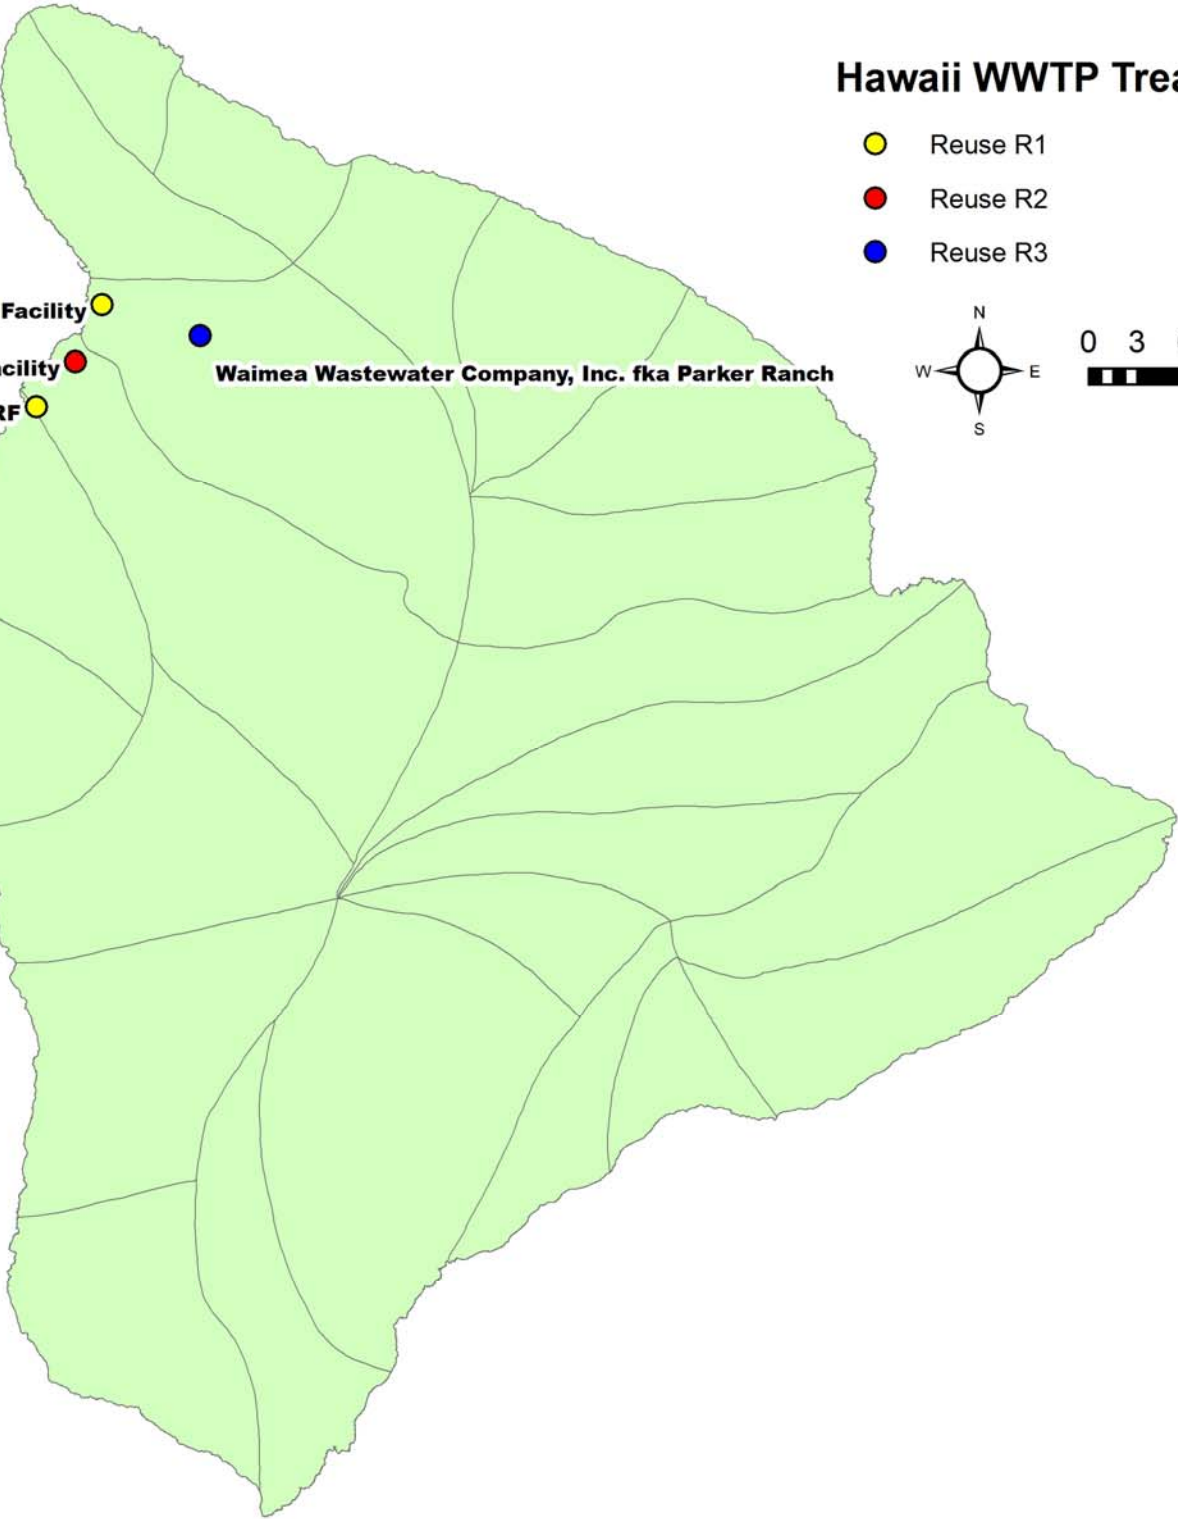 Hawaii WWTP Trea
Reuse R1
Reuse R2
Reuse R3
N
W E
S
0 3
Facility
cility
RF
Waimea Wastewater Company, Inc. fka Parker Ranch